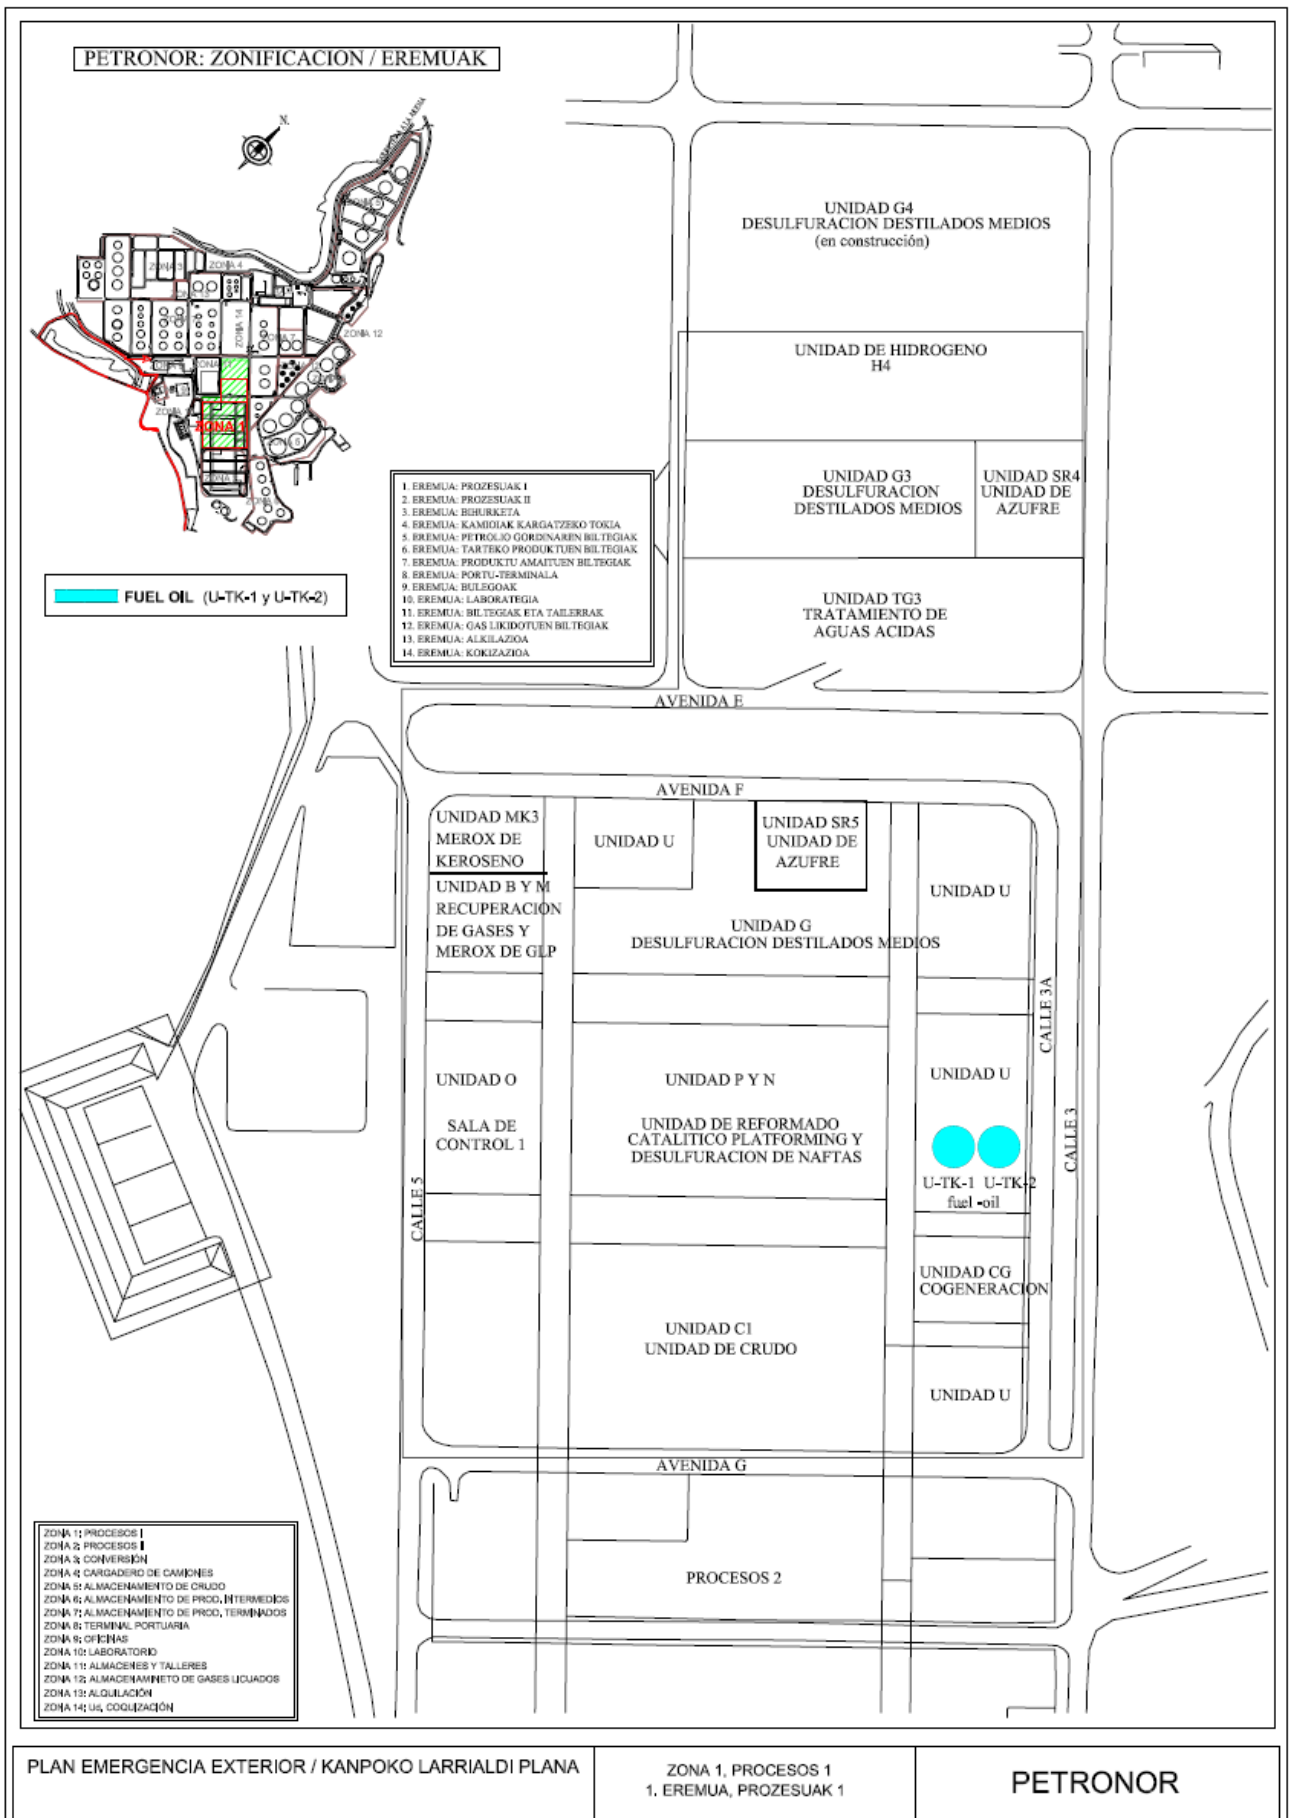 PETRONOR: ZONIFICACION / EREMUAK
N.
ZONA 3
ZONA 4
ZONA 13
ZONA 14
ZONA 7
ZONA 12
ZONA 1
FUEL OIL (U-TK-1 y U-TK-2)
1. EREMUA: PROZESUAK I
2. EREMUA: PROZESUAK II
3. EREMUA: BIHURKETA
4. EREMUA: KAMIOIAK KARGATZEKO TOKIA
5. EREMUA: PETROLIO GORDINAREN BILTEGIAK
6. EREMUA: TARTEKO PRODUKTUEN BILTEGIAK
7. EREMUA: PRODUKTU AMAITUEN BILTEGIAK
8. EREMUA: PORTU-TERMINALA
9. EREMUA: BULEGOAK
10. EREMUA: LABORATEGIA
11. EREMUA: BILTEGIAK ETA TAILERRAK
12. EREMUA: GAS LIKIDOTUEN BILTEGIAK
13. EREMUA: ALKILAZIOA
14. EREMUA: KOKIZAZIOA
UNIDAD G4
DESULFURACION DESTILADOS MEDIOS
(en construcción)
UNIDAD DE HIDROGENO
H4
UNIDAD G3
DESULFURACION
DESTILADOS MEDIOS
UNIDAD SR4
UNIDAD DE
AZUFRE
UNIDAD TG3
TRATAMIENTO DE
AGUAS ACIDAS
AVENIDA E
AVENIDA F
UNIDAD MK3
MEROX DE
KEROSENO
UNIDAD B Y M
RECUPERACION
DE GASES Y
MEROX DE GLP
UNIDAD U
UNIDAD SR5
UNIDAD DE
AZUFRE
UNIDAD G
DESULFURACION DESTILADOS MEDIOS
UNIDAD U
CALLE 3A
UNIDAD O
SALA DE
CONTROL 1
UNIDAD P Y N
UNIDAD DE REFORMADO
CATALITICO PLATFORMING Y
DESULFURACION DE NAFTAS
UNIDAD U
U-TK-1 U-TK-2
fuel -oil
CALLE 3
CALLE 5
UNIDAD CG
COGENERACION
UNIDAD C1
UNIDAD DE CRUDO
UNIDAD U
AVENIDA G
PROCESOS 2
ZONA 1: PROCESOS I
ZONA 2: PROCESOS II
ZONA 3: CONVERSIÓN
ZONA 4: CARGADERO DE CAMIONES
ZONA 5: ALMACENAMIENTO DE CRUDO
ZONA 6: ALMACENAMIENTO DE PROD. INTERMEDIOS
ZONA 7: ALMACENAMIENTO DE PROD. TERMINADOS
ZONA 8: TERMINAL PORTUARIA
ZONA 9: OFICINAS
ZONA 10: LABORATORIO
ZONA 11: ALMACENES Y TALLERES
ZONA 12: ALMACENAMINETO DE GASES LICUADOS
ZONA 13: ALQUILACIÓN
ZONA 14: Ud. COQUIZACIÓN
PLAN EMERGENCIA EXTERIOR / KANPOKO LARRIALDI PLANA
ZONA 1, PROCESOS 1
1. EREMUA, PROZESUAK 1
PETRONOR